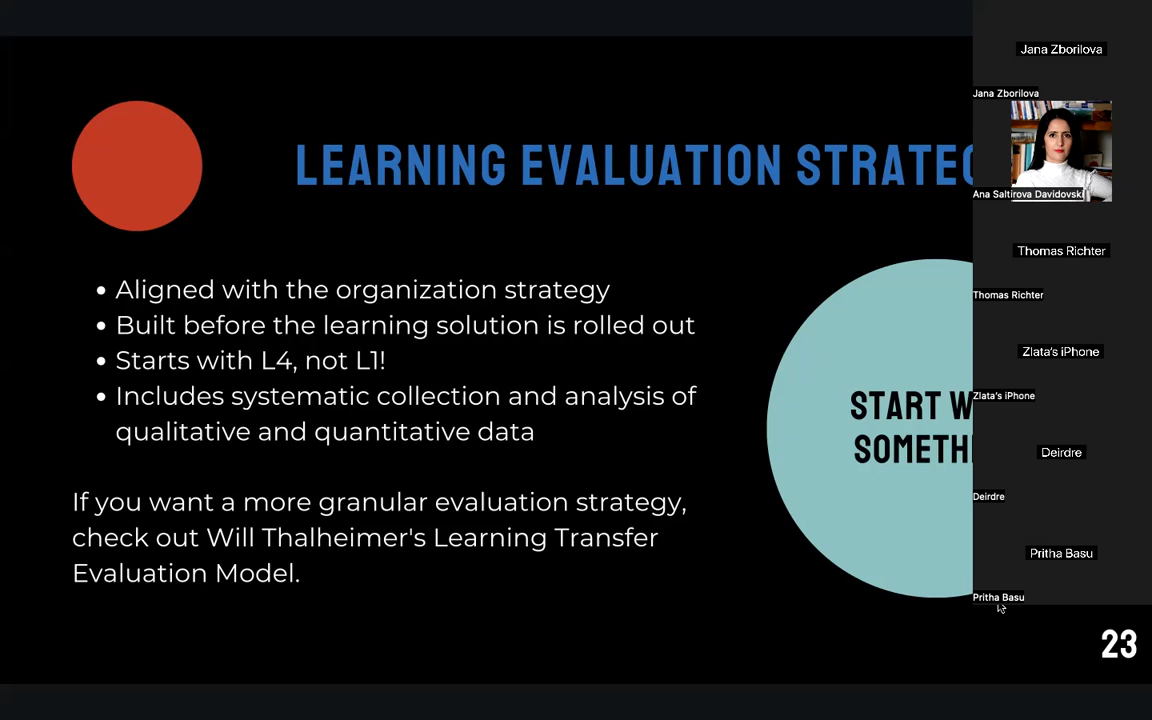 LEARNING EVALUATION STRATEG
• Aligned with the organization strategy
• Built before the learning solution is rolled out
• Starts with L4, not L1!
• Includes systematic collection and analysis of
qualitative and quantitative data
If you want a more granular evaluation strategy,
check out Will Thalheimer's Learning Transfer
Evaluation Model.
START W
SOMETH
23
Jana Zborilova
Jana Zborilova
Ana Saltirova Davidovski
Thomas Richter
Thomas Richter
Zlata's iPhone
Zlata's iPhone
Deirdre
Deirdre
Pritha Basu
Pritha Basu